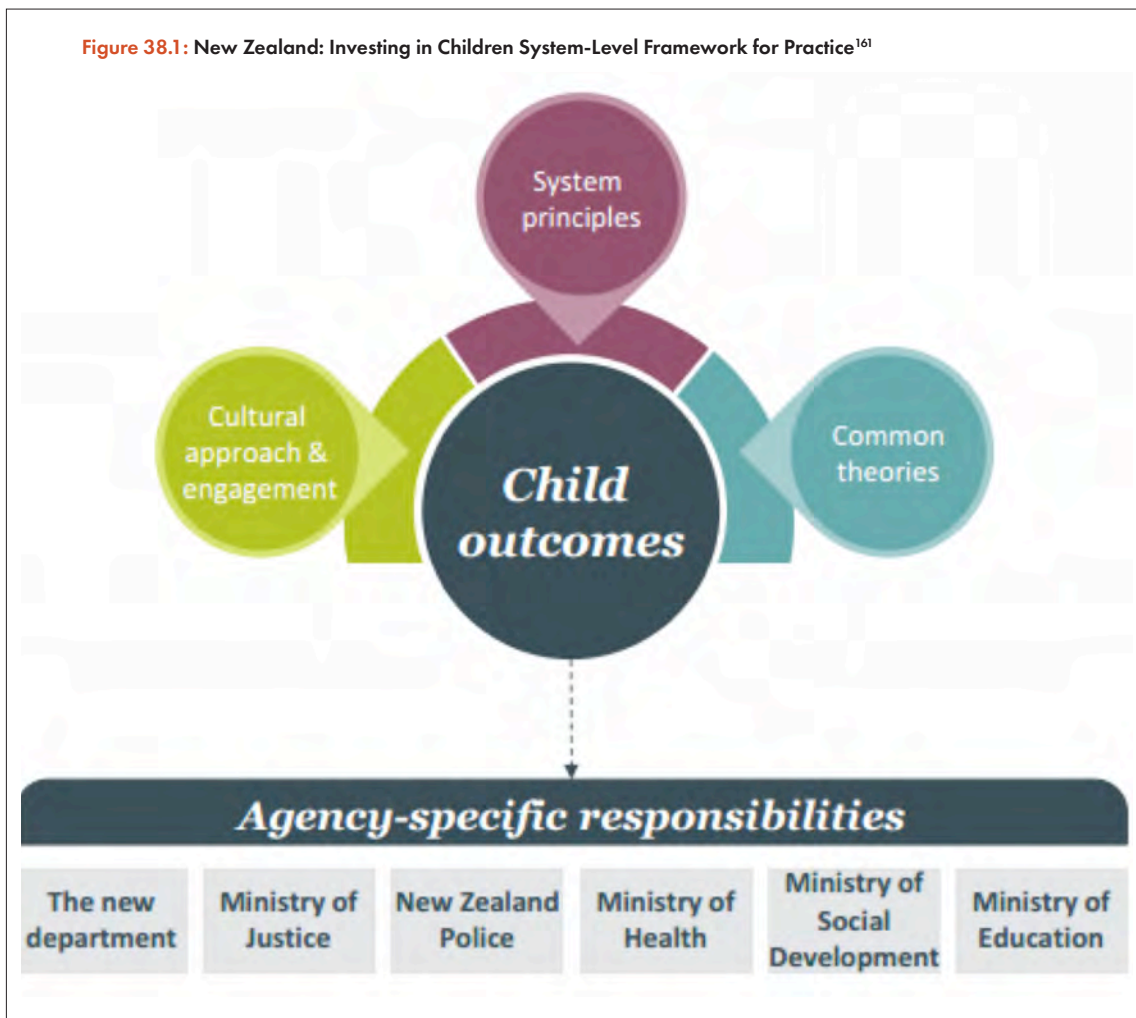 Figure 38.1: New Zealand: Investing in Children System-Level Framework for Practice¹⁶¹
System
principles
Cultural
approach &
engagement
Common
theories
Child
outcomes
Agency-specific responsibilities
The new
department
Ministry of
Justice
New Zealand
Police
Ministry of
Health
Ministry of
Social
Development
Ministry of
Education